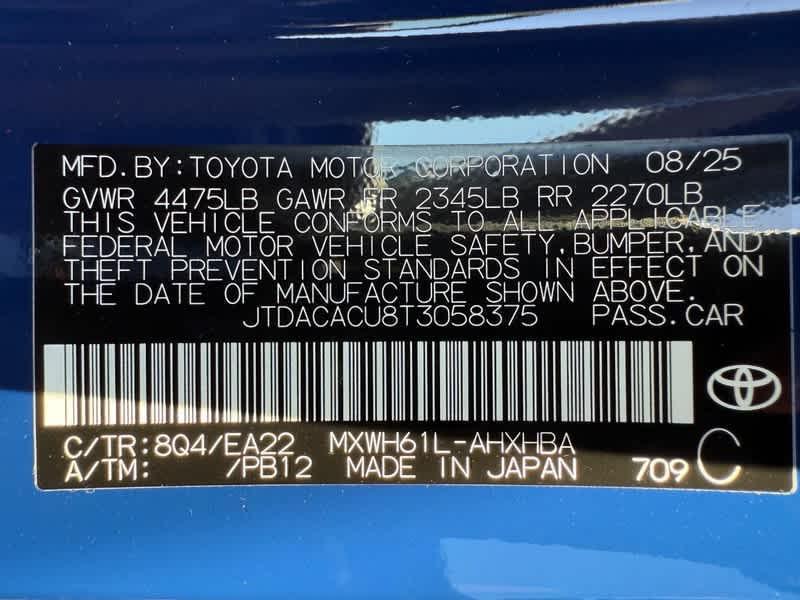 MFD.BY:TOYOTA MOTOR CORPORATION 08/25
GVWR 4475LB GAWR FR 2345LB RR 2270LB
THIS VEHICLE CONFORMS TO ALL APPLICABLE
FEDERAL MOTOR VEHICLE SAFETY,BUMPER,AND
THEFT PREVENTION STANDARDS IN EFFECT ON
THE DATE OF MANUFACTURE SHOWN ABOVE.
JTDACACU8T3058375 PASS.CAR
C/TR:8Q4/EA22 MXWH61L-AHXHBA
A/TM: /PB12 MADE IN JAPAN 709 C